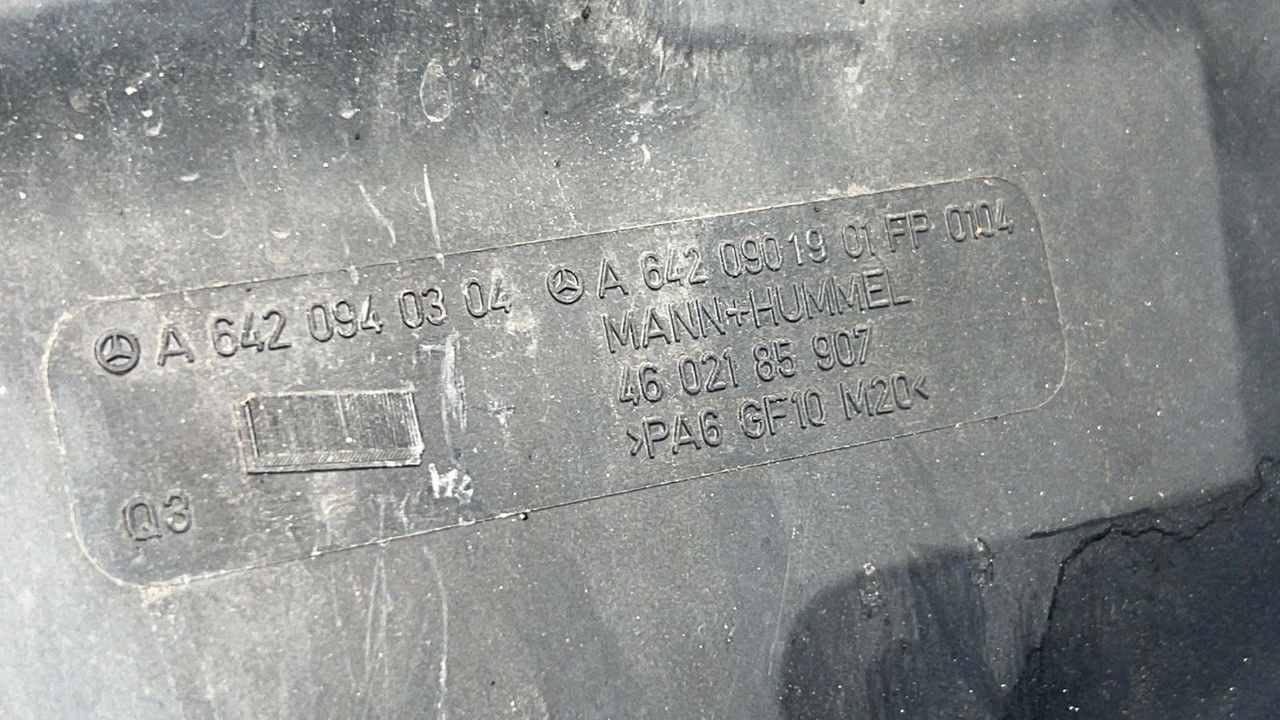 A 642 094 03 04
A 642 090 19 01 FP 0104
MANN+HUMMEL
46 021 85 907
>PA6 GF10 M20<
Q3